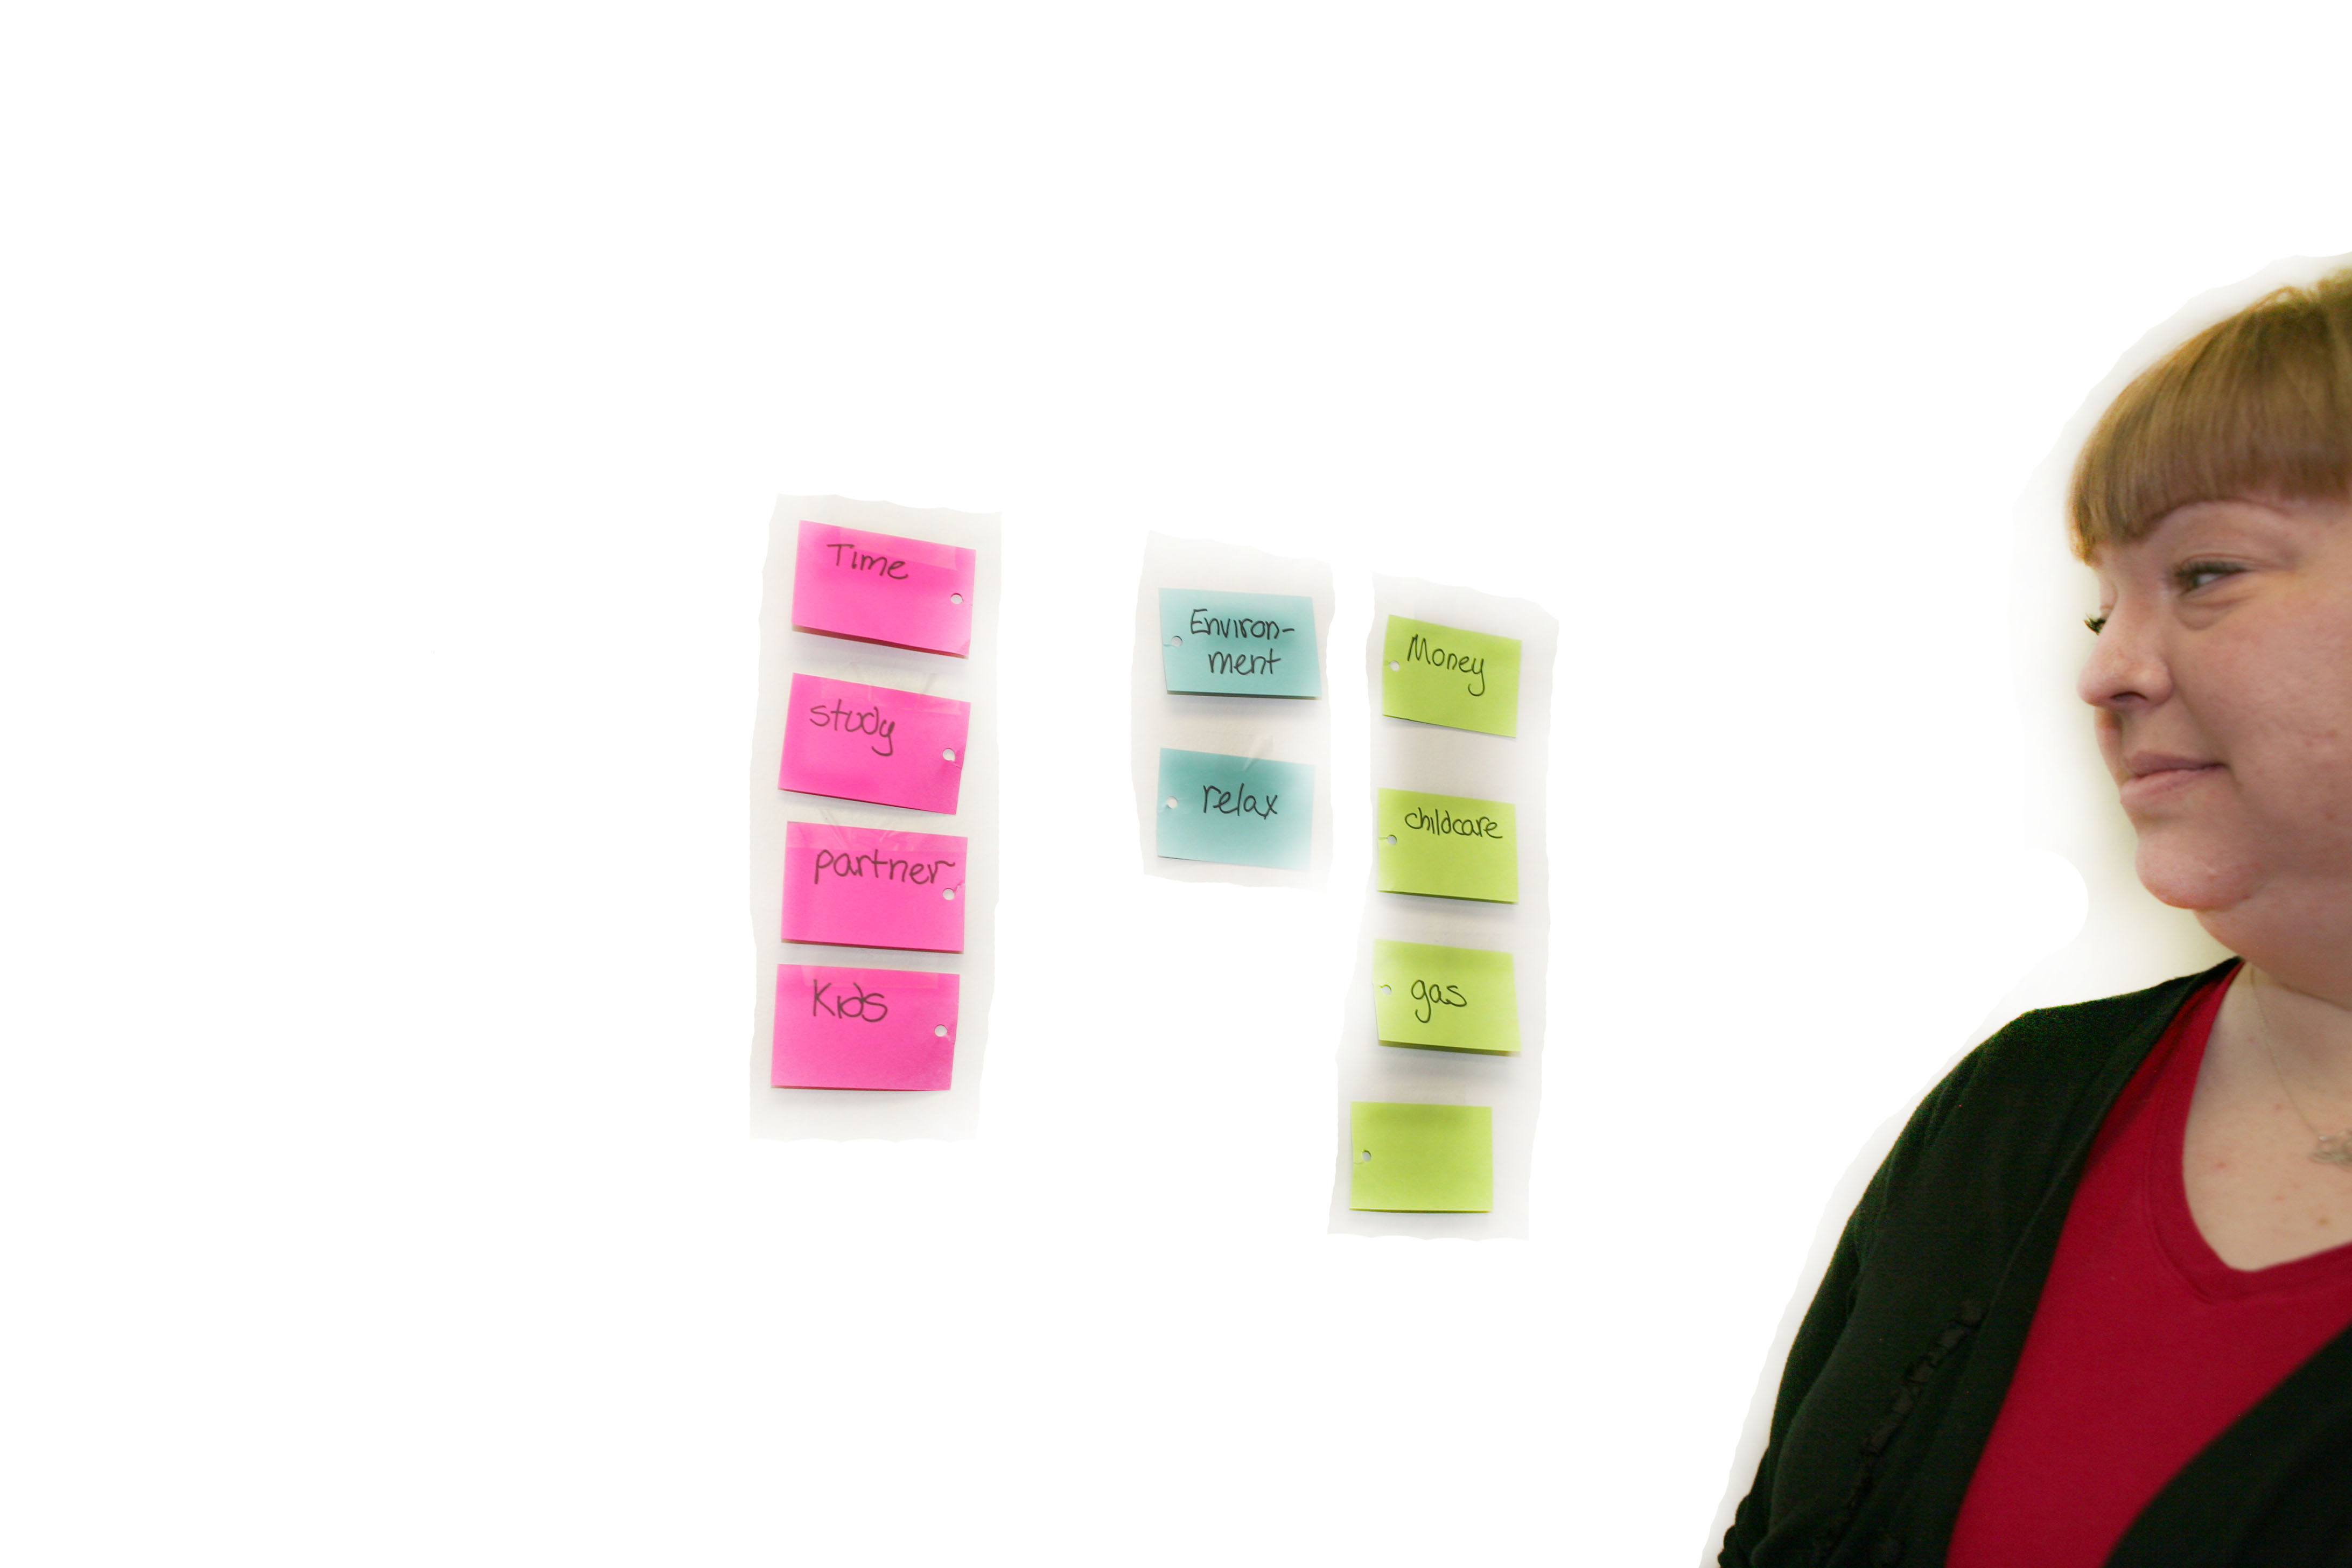 Time
study
partner
Kids
Environ-
ment
relax
Money
childcare
gas